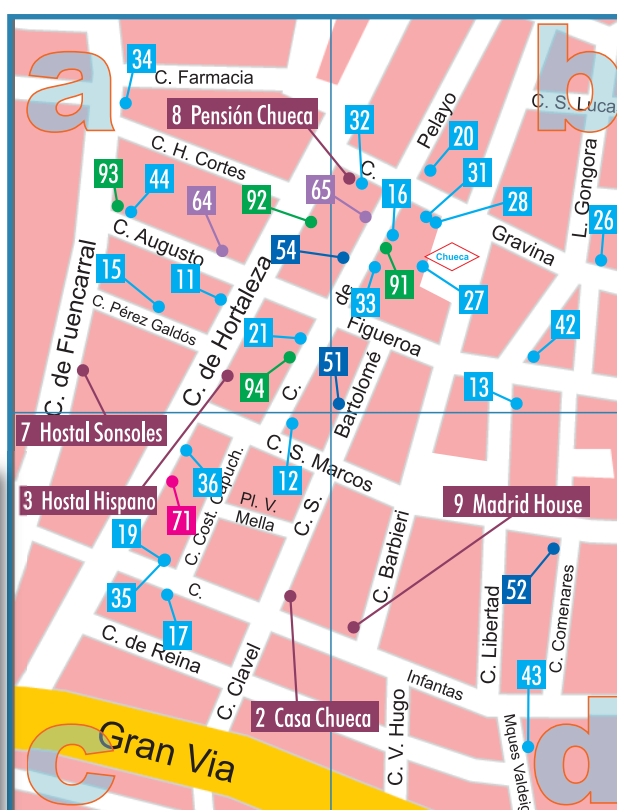 a
b
34
C. Farmacia
C. S. Luca
8 Pensión Chueca
32
Pelayo
20
C. H. Cortes
C.
93
44
64
92
65
16
31
28
L. Gongora
26
C. Augusto
54
Gravina
Chueca
15
11
de
33
91
27
C. Pérez Galdós
C. de Hortaleza
C. de Fuencarral
21
Figueroa
42
94
C.
51
Bartolomé
13
7 Hostal Sonsoles
C. S. Marcos
36
12
3 Hostal Hispano
C. Cost. Capuch.
71
Pl. V.
Mella
C. S.
9 Madrid House
19
C. Barbieri
35
C.
52
17
C. Libertad
C. Comenares
C. de Reina
C. Clavel
2 Casa Chueca
Infantas
43
C. V. Hugo
Mques Valdeig
Gran Via
c
d